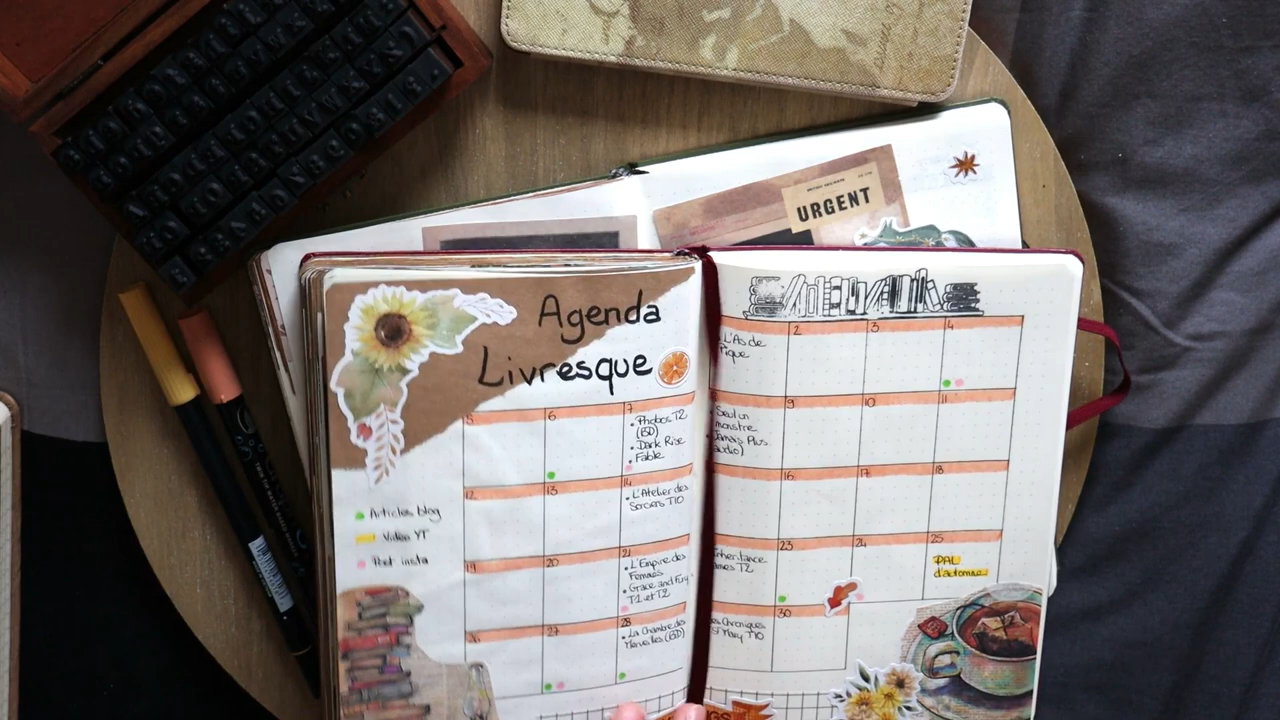 URGENT
Agenda
Livresque
Articles blog
Vidéo YT
Post insta
5
6
7
• Phobos T2
(BD)
• Dark Rise
• Fable
12
13
14
• L'Atelier des
Sorciers T10
19
20
21
• L'Empire des
Femmes
• Grace and Fury
T1 et T2
26
27
28
• La Chambre des
Merveilles (BD)
L'As de
Pique
2
3
4
• Seul un
monstre
Jamais Plus
audio)
9
10
11
16
17
18
Inheritance
ames T2
23
24
25
PAL
d'automne
es Chroniques
St Mary T10
30